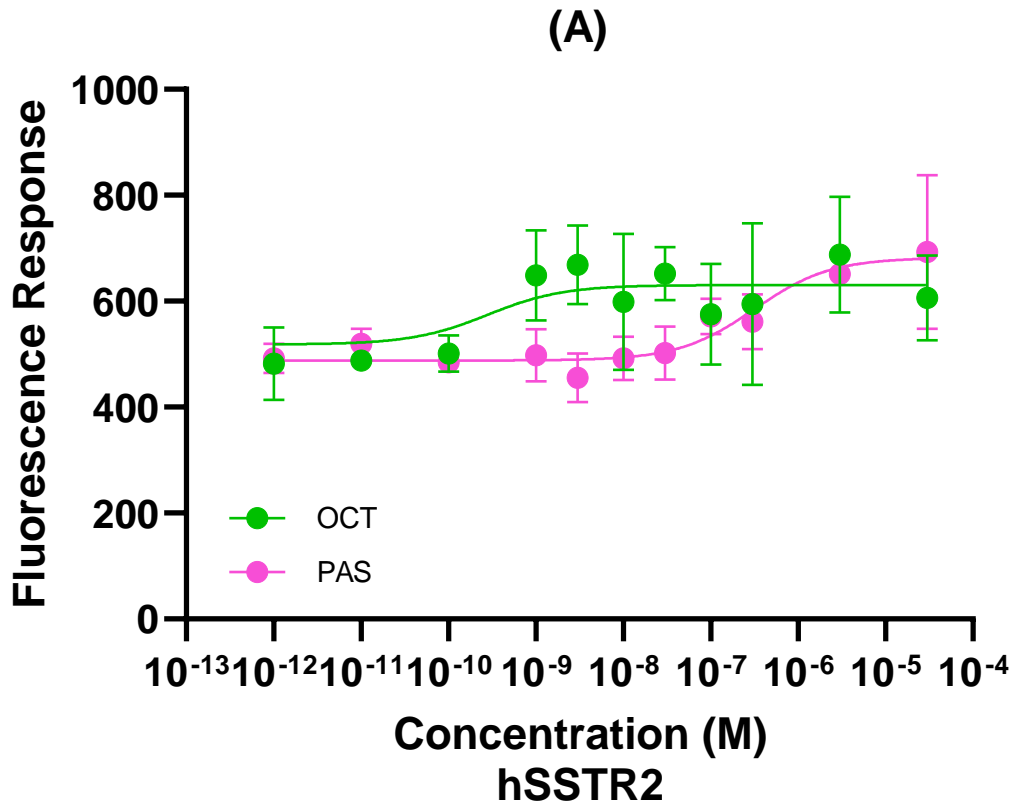 (A)
Fluorescence Response
1000
800
600
400
200
0
OCT
PAS
10⁻¹³ 10⁻¹² 10⁻¹¹ 10⁻¹⁰ 10⁻⁹ 10⁻⁸ 10⁻⁷ 10⁻⁶ 10⁻⁵ 10⁻⁴
Concentration (M)
hSSTR2